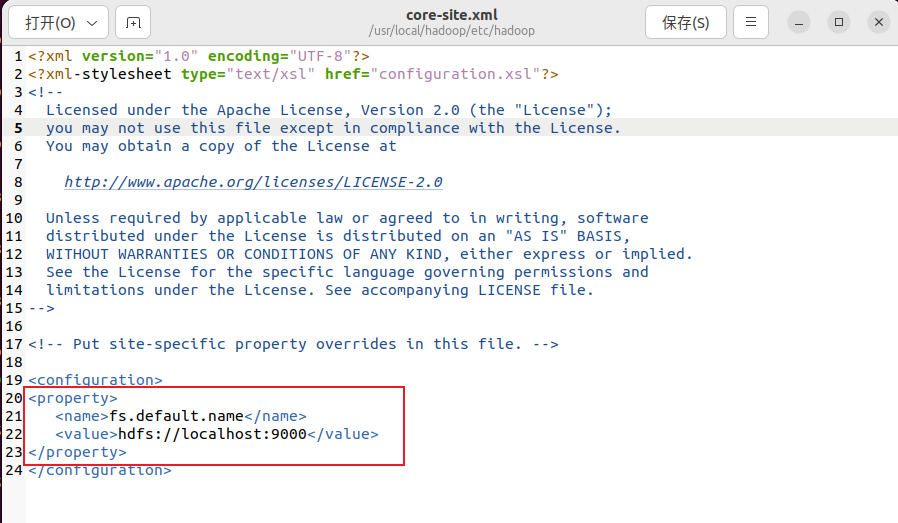 打开(O)
core-site.xml
/usr/local/hadoop/etc/hadoop
保存(S)
1 <?xml version="1.0" encoding="UTF-8"?>
2 <?xml-stylesheet type="text/xsl" href="configuration.xsl"?>
3 <!--
4   Licensed under the Apache License, Version 2.0 (the "License");
5   you may not use this file except in compliance with the License.
6   You may obtain a copy of the License at
7
8     http://www.apache.org/licenses/LICENSE-2.0
9
10   Unless required by applicable law or agreed to in writing, software
11   distributed under the License is distributed on an "AS IS" BASIS,
12   WITHOUT WARRANTIES OR CONDITIONS OF ANY KIND, either express or implied.
13   See the License for the specific language governing permissions and
14   limitations under the License. See accompanying LICENSE file.
15 -->
16
17 <!-- Put site-specific property overrides in this file. -->
18
19 <configuration>
20 <property>
21    <name>fs.default.name</name>
22    <value>hdfs://localhost:9000</value>
23 </property>
24 </configuration>